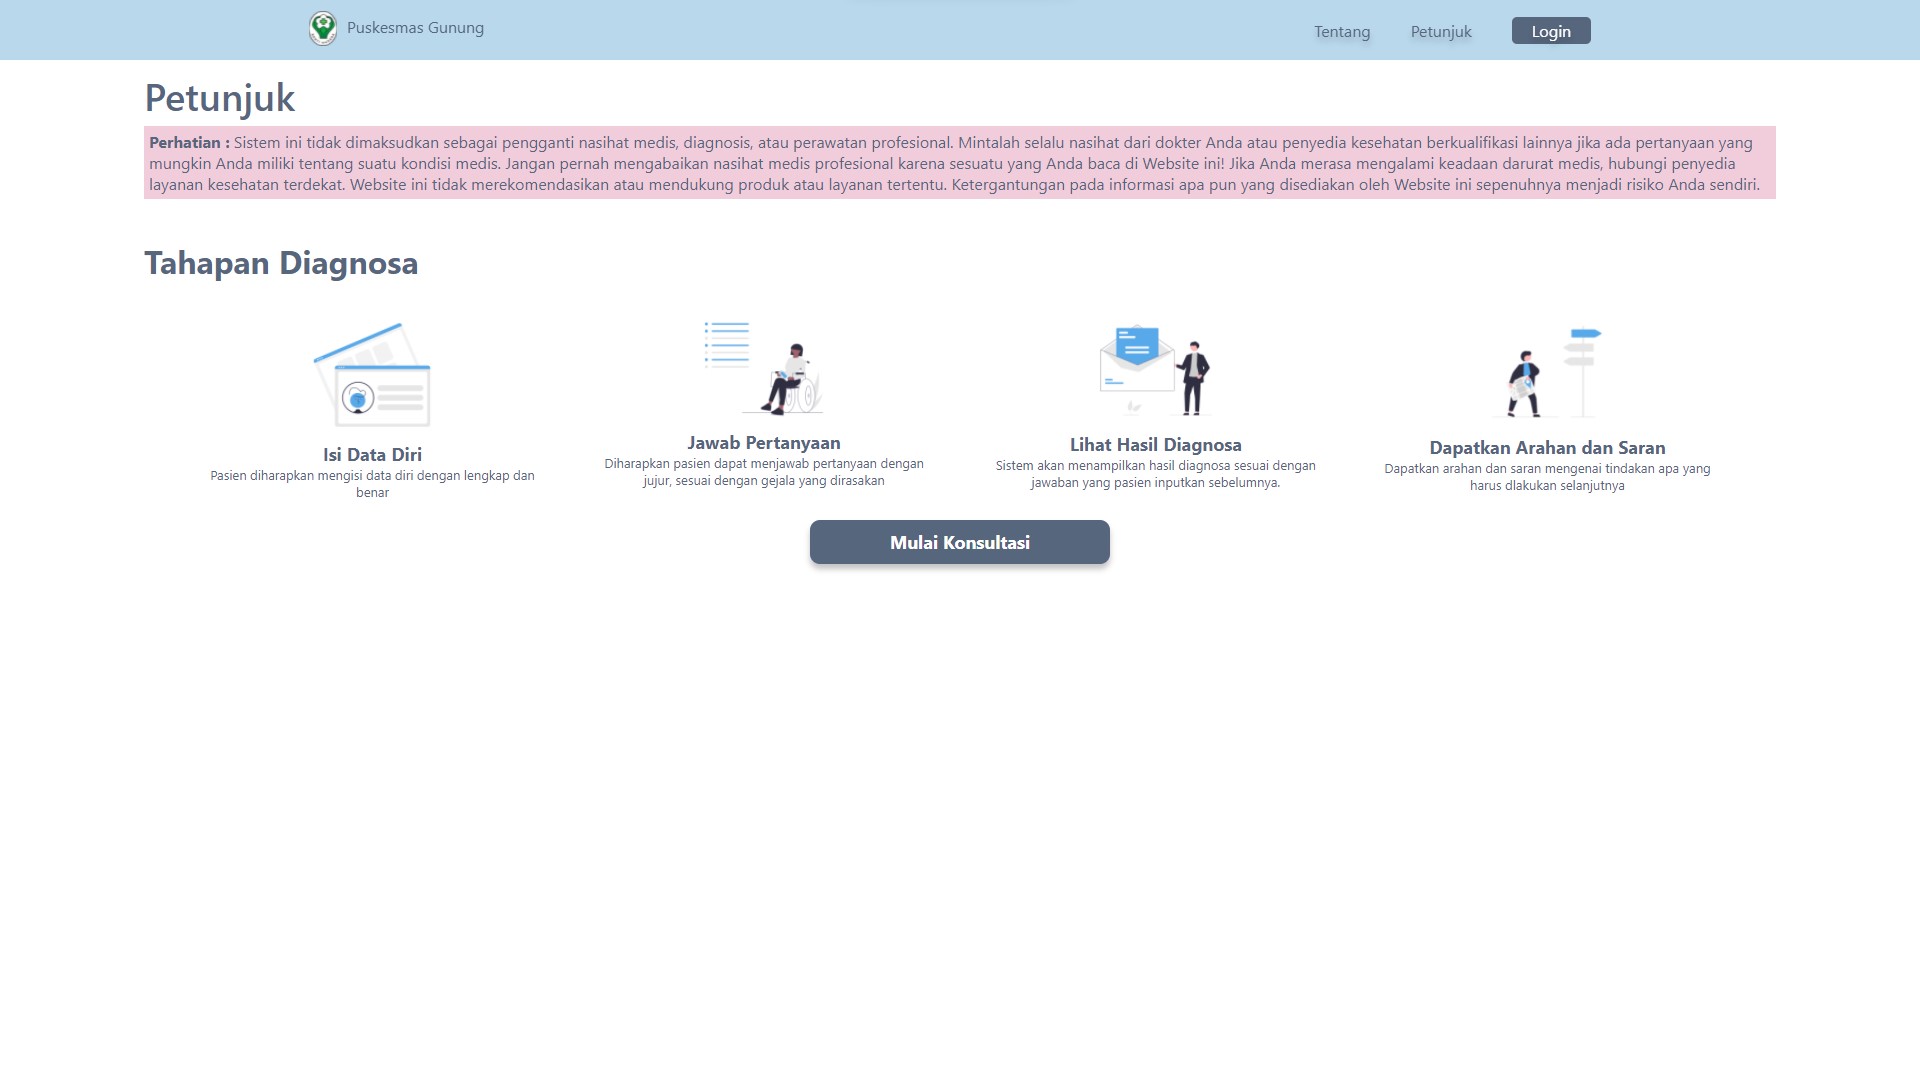 Puskesmas Gunung
Tentang
Petunjuk
Login
Petunjuk
Perhatian : Sistem ini tidak dimaksudkan sebagai pengganti nasihat medis, diagnosis, atau perawatan profesional. Mintalah selalu nasihat dari dokter Anda atau penyedia kesehatan berkualifikasi lainnya jika ada pertanyaan yang
mungkin Anda miliki tentang suatu kondisi medis. Jangan pernah mengabaikan nasihat medis profesional karena sesuatu yang Anda baca di Website ini! Jika Anda merasa mengalami keadaan darurat medis, hubungi penyedia
layanan kesehatan terdekat. Website ini tidak merekomendasikan atau mendukung produk atau layanan tertentu. Ketergantungan pada informasi apa pun yang disediakan oleh Website ini sepenuhnya menjadi risiko Anda sendiri.
Tahapan Diagnosa
Isi Data Diri
Pasien diharapkan mengisi data diri dengan lengkap dan
benar
Jawab Pertanyaan
Diharapkan pasien dapat menjawab pertanyaan dengan
jujur, sesuai dengan gejala yang dirasakan
Lihat Hasil Diagnosa
Sistem akan menampilkan hasil diagnosa sesuai dengan
jawaban yang pasien inputkan sebelumnya.
Dapatkan Arahan dan Saran
Dapatkan arahan dan saran mengenai tindakan apa yang
harus dlakukan selanjutnya
Mulai Konsultasi